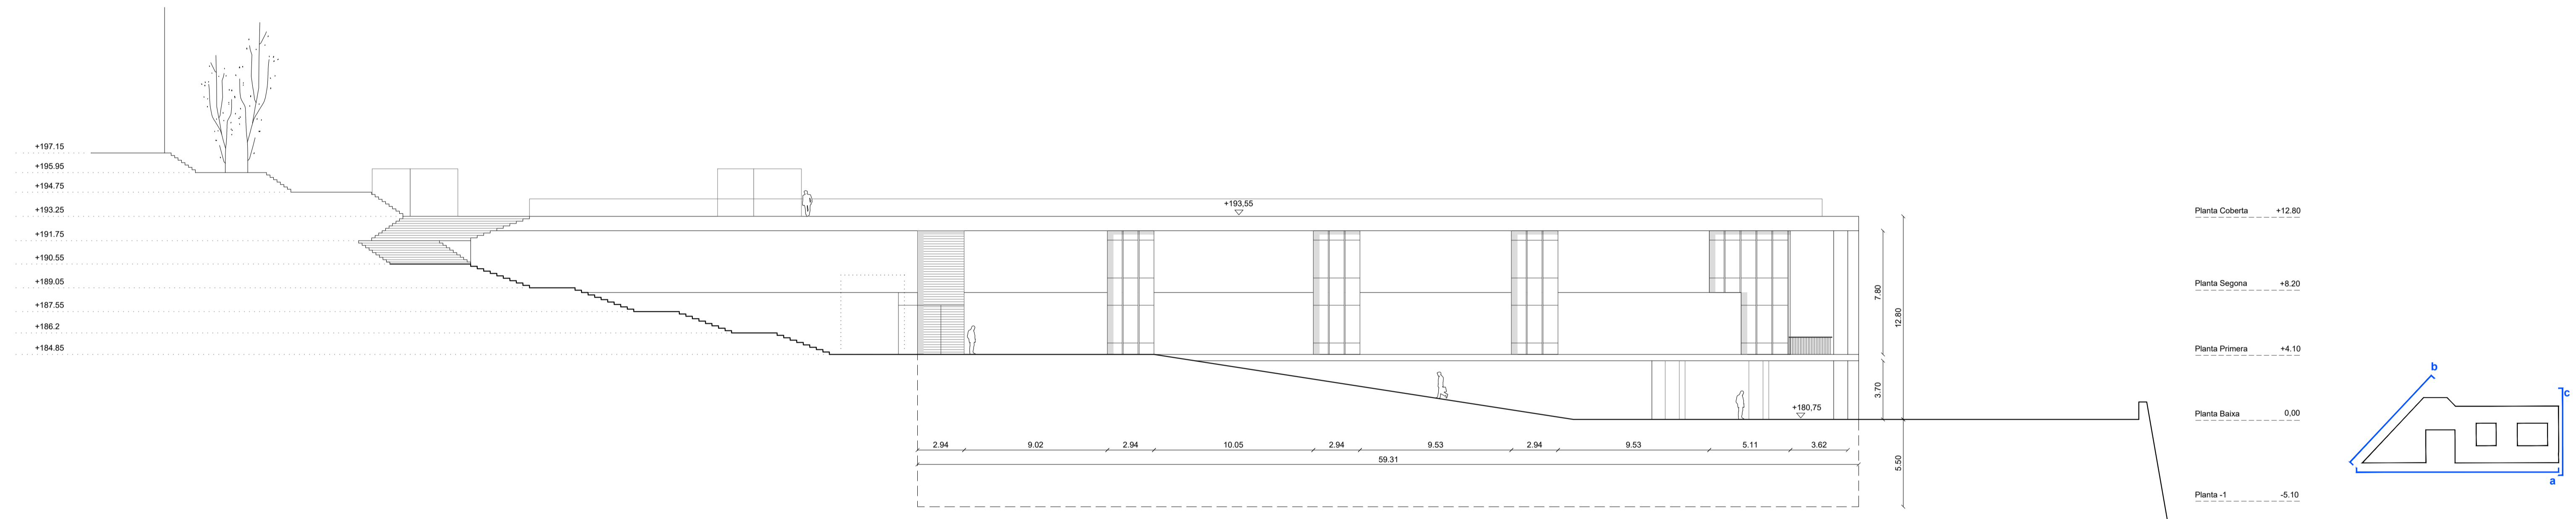 +197.15
+195.95
+194.75
+193.25
+191.75
+190.55
+189.05
+187.55
+186.2
+184.85
+193,55
+180,75
7.80
12.80
3.70
5.50
2.94 9.02 2.94 10.05 2.94 9.53 2.94 9.53 5.11 3.62
59.31
Planta Coberta +12.80
Planta Segona +8.20
Planta Primera +4.10
Planta Baixa 0,00
Planta -1 -5.10
b
c
a